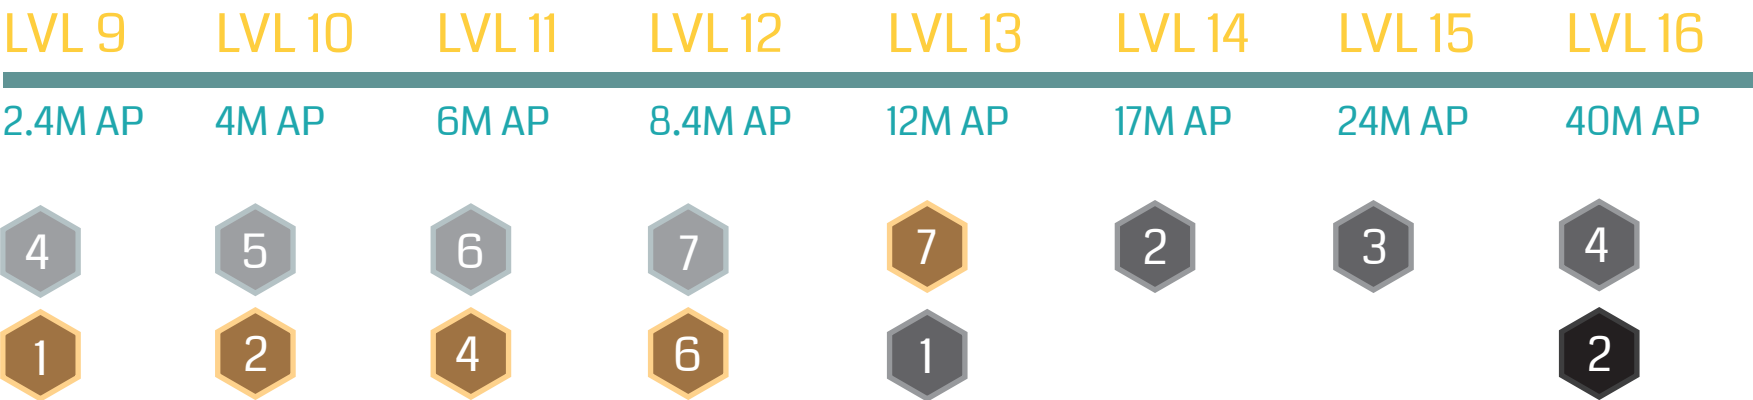 LVL 9 LVL 10 LVL 11 LVL 12 LVL 13 LVL 14 LVL 15 LVL 16
2.4M AP 4M AP 6M AP 8.4M AP 12M AP 17M AP 24M AP 40M AP
4 5 6 7 7 2 3 4
1 2 4 6 1 2